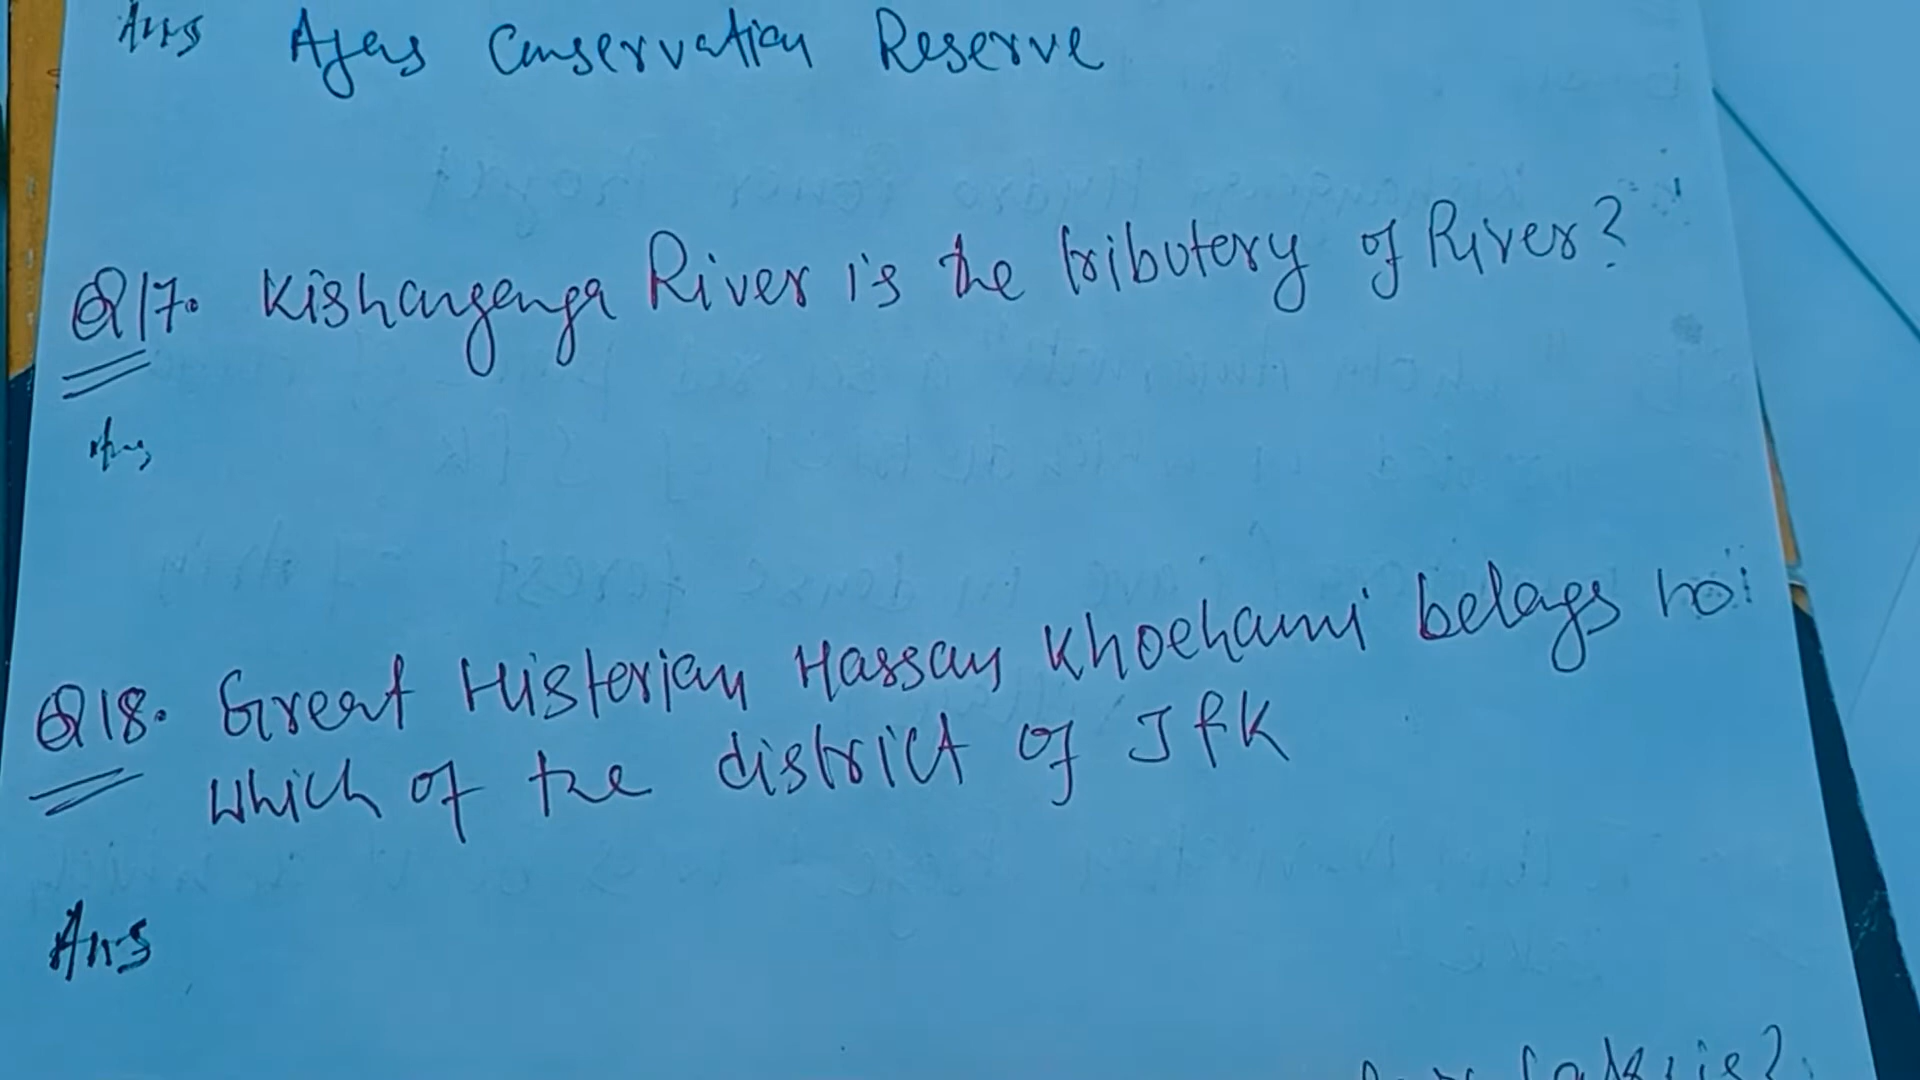 Ans Ajas Conservation Reserve
Q17. Kishanganga River is the tributory of River?
Ans
Q18. Great Historian Hassan Khoehami belongs to
which of the district of J&K
Ans